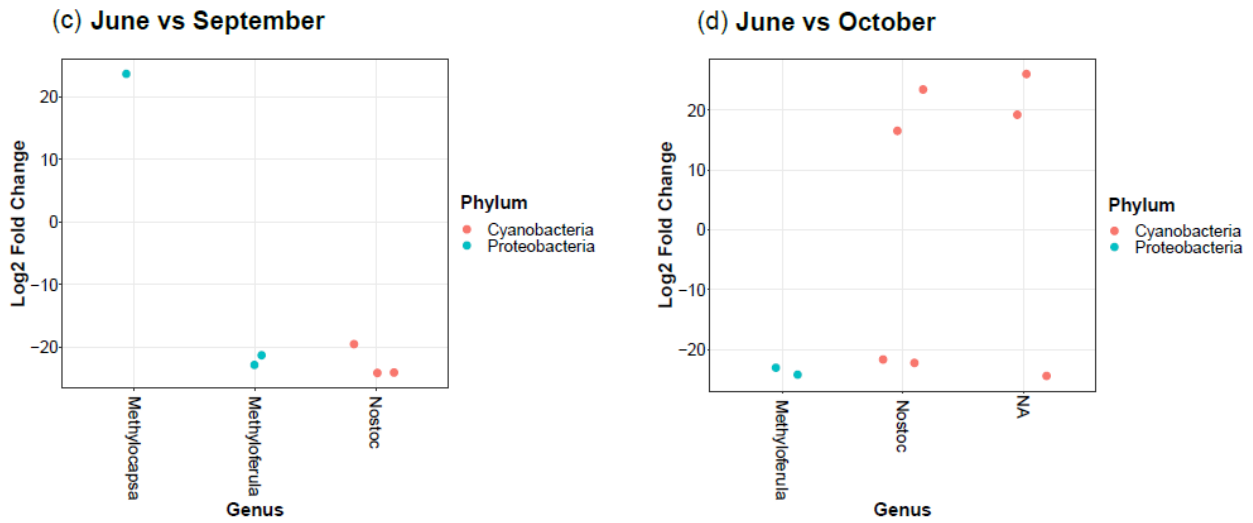 (c) June vs September
Log2 Fold Change
20
10
0
−10
−20
Methylocapsa
Methyloferula
Nostoc
Genus
Phylum
Cyanobacteria
Proteobacteria
(d) June vs October
Log2 Fold Change
20
10
0
−10
−20
Methyloferula
Nostoc
NA
Genus
Phylum
Cyanobacteria
Proteobacteria